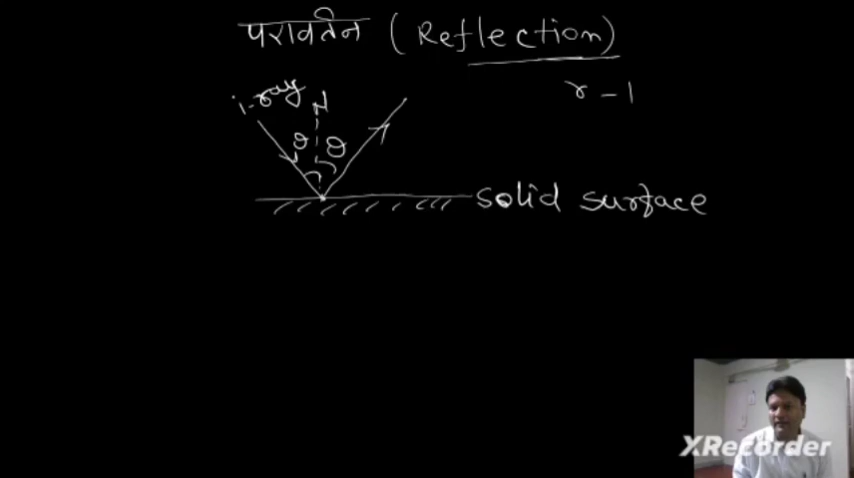 परावर्तन (Reflection)
i-ray N r-1
θ θ
solid surface
XRecorder